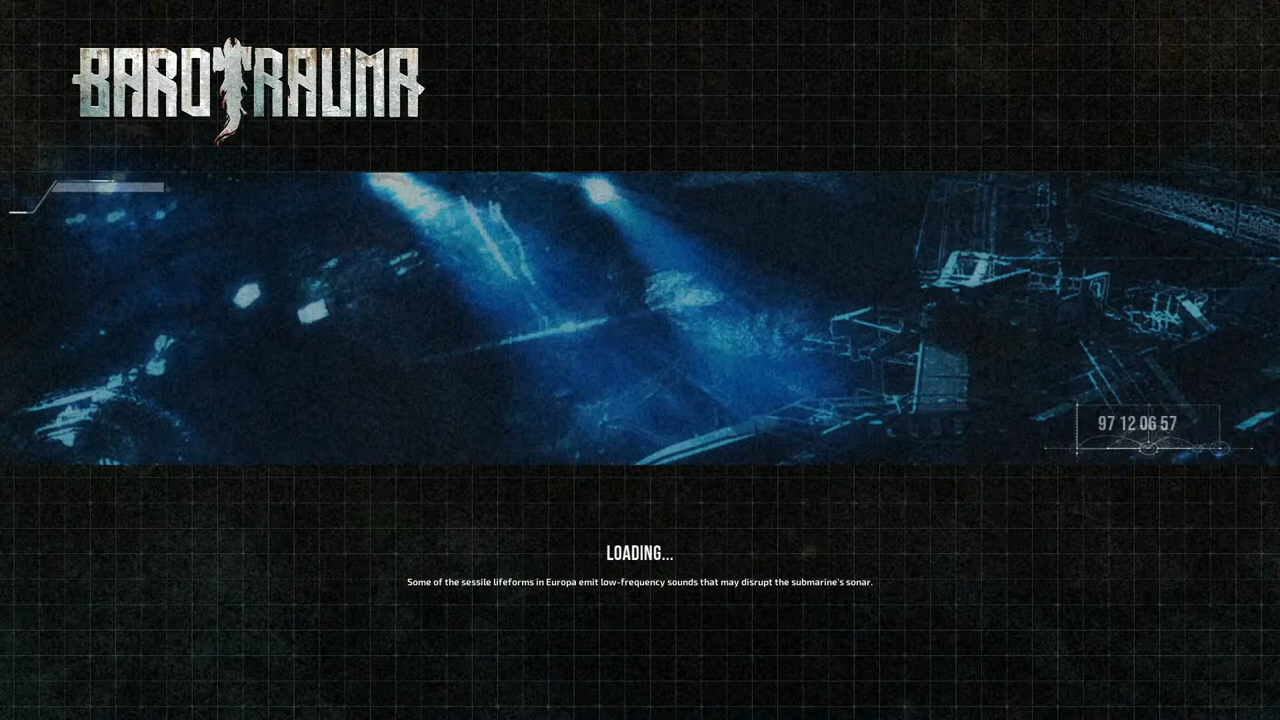 BAROTRAUMA
97 12 06 57
LOADING...
Some of the sessile lifeforms in Europa emit low-frequency sounds that may disrupt the submarine's sonar.